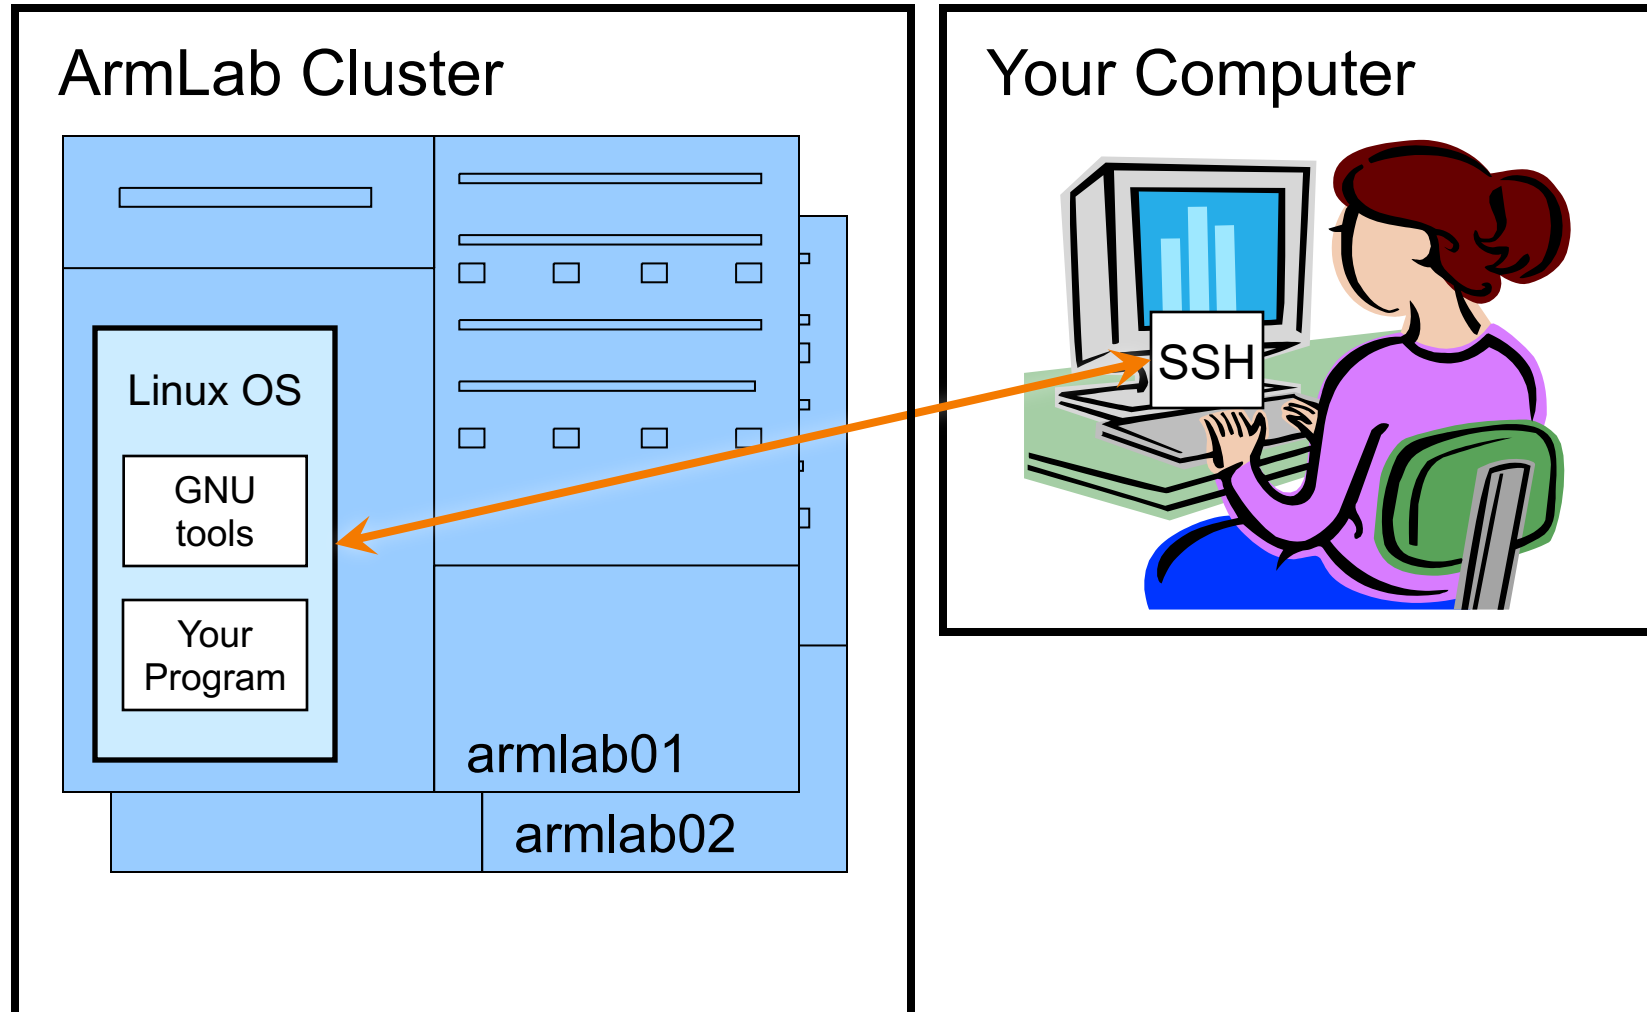 ArmLab Cluster
Linux OS
GNU
tools
Your
Program
armlab01
armlab02
Your Computer
SSH